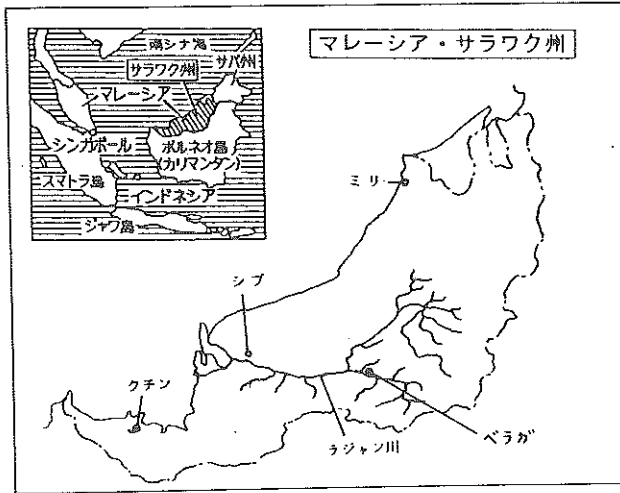 マレーシア・サラワク州
南シナ海
サバ州
サラワク州
マレーシア
シンガポール
ボルネオ島
(カリマンタン)
スマトラ島
インドネシア
ジャワ島
ミリ
シブ
クチン
ラジャン川
ベラガ